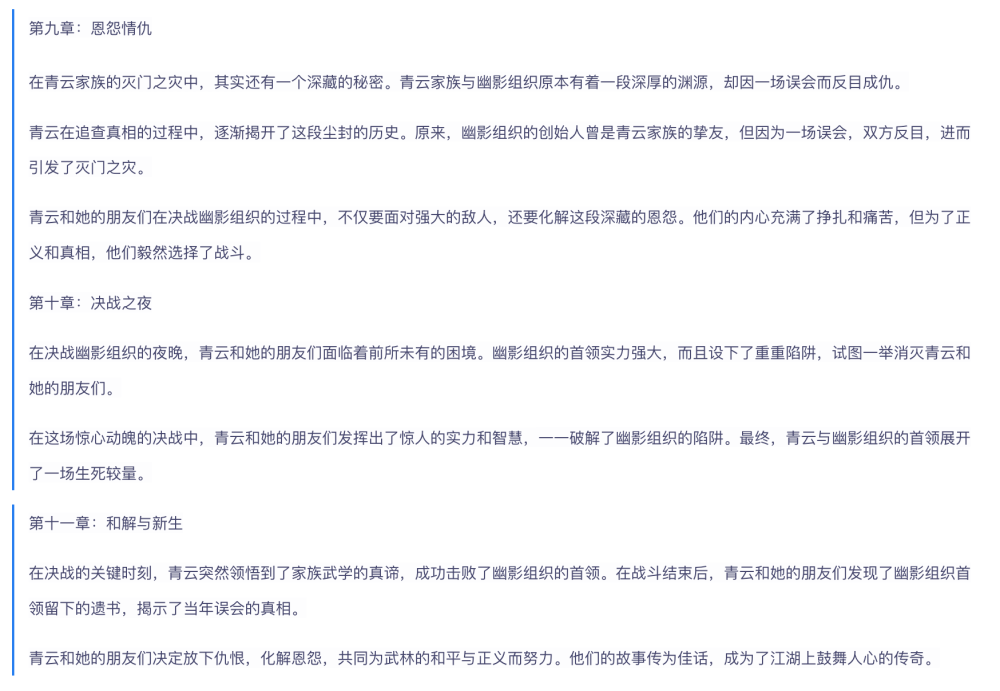 第九章：恩怨情仇
在青云家族的灭门之灾中，其实还有一个深藏的秘密。青云家族与幽影组织原本有着一段深厚的渊源，却因一场误会而反目成仇。
青云在追查真相的过程中，逐渐揭开了这段尘封的历史。原来，幽影组织的创始人曾是青云家族的挚友，但因为一场误会，双方反目，进而
引发了灭门之灾。
青云和她的朋友们在决战幽影组织的过程中，不仅要面对强大的敌人，还要化解这段深藏的恩怨。他们的内心充满了挣扎和痛苦，但为了正
义和真相，他们毅然选择了战斗。
第十章：决战之夜
在决战幽影组织的夜晚，青云和她的朋友们面临着前所未有的困境。幽影组织的首领实力强大，而且设下了重重陷阱，试图一举消灭青云和
她的朋友们。
在这场惊心动魄的决战中，青云和她的朋友们发挥出了惊人的实力和智慧，一一破解了幽影组织的陷阱。最终，青云与幽影组织的首领展开
了一场生死较量。
第十一章：和解与新生
在决战的关键时刻，青云突然领悟到了家族武学的真谛，成功击败了幽影组织的首领。在战斗结束后，青云和她的朋友们发现了幽影组织首
领留下的遗书，揭示了当年误会的真相。
青云和她的朋友们决定放下仇恨，化解恩怨，共同为武林的和平与正义而努力。他们的故事传为佳话，成为了江湖上鼓舞人心的传奇。